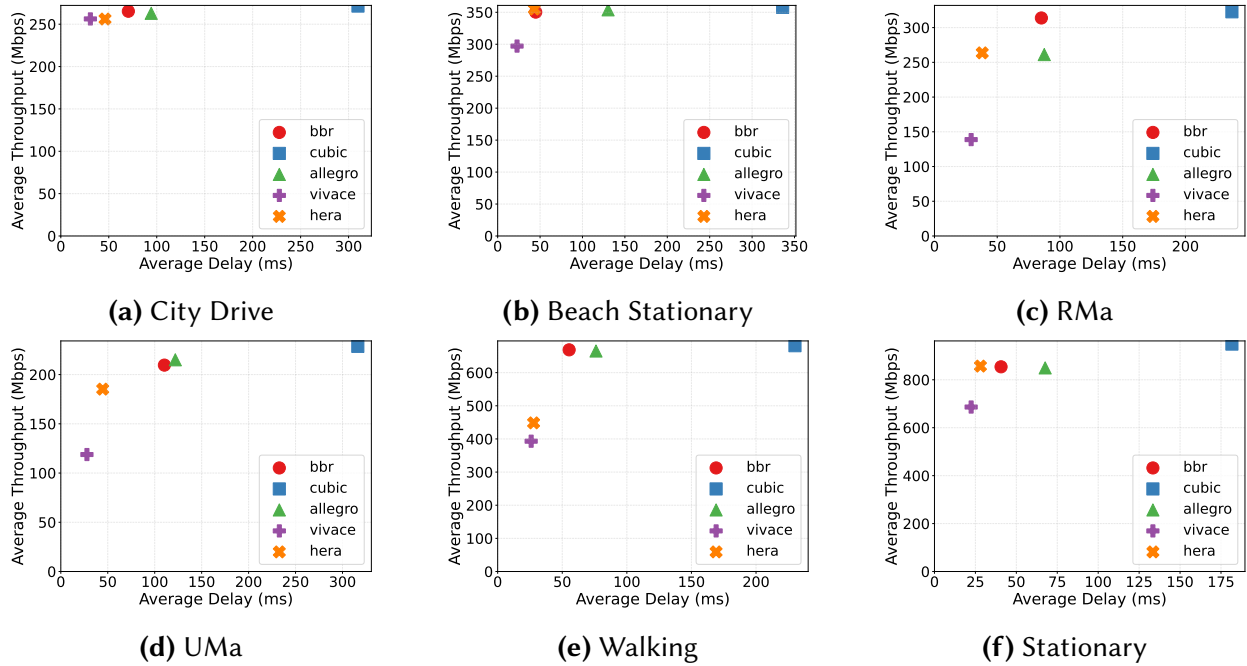 Average Throughput (Mbps)
250
200
150
100
50
0
0 50 100 150 200 250 300
Average Delay (ms)
bbr
cubic
allegro
vivace
hera
(a) City Drive
Average Throughput (Mbps)
350
300
250
200
150
100
50
0
0 50 100 150 200 250 300 350
Average Delay (ms)
bbr
cubic
allegro
vivace
hera
(b) Beach Stationary
Average Throughput (Mbps)
300
250
200
150
100
50
0
0 50 100 150 200
Average Delay (ms)
bbr
cubic
allegro
vivace
hera
(c) RMa
Average Throughput (Mbps)
200
150
100
50
0
0 50 100 150 200 250 300
Average Delay (ms)
bbr
cubic
allegro
vivace
hera
(d) UMa
Average Throughput (Mbps)
600
500
400
300
200
100
0
0 50 100 150 200
Average Delay (ms)
bbr
cubic
allegro
vivace
hera
(e) Walking
Average Throughput (Mbps)
800
600
400
200
0
0 25 50 75 100 125 150 175
Average Delay (ms)
bbr
cubic
allegro
vivace
hera
(f) Stationary